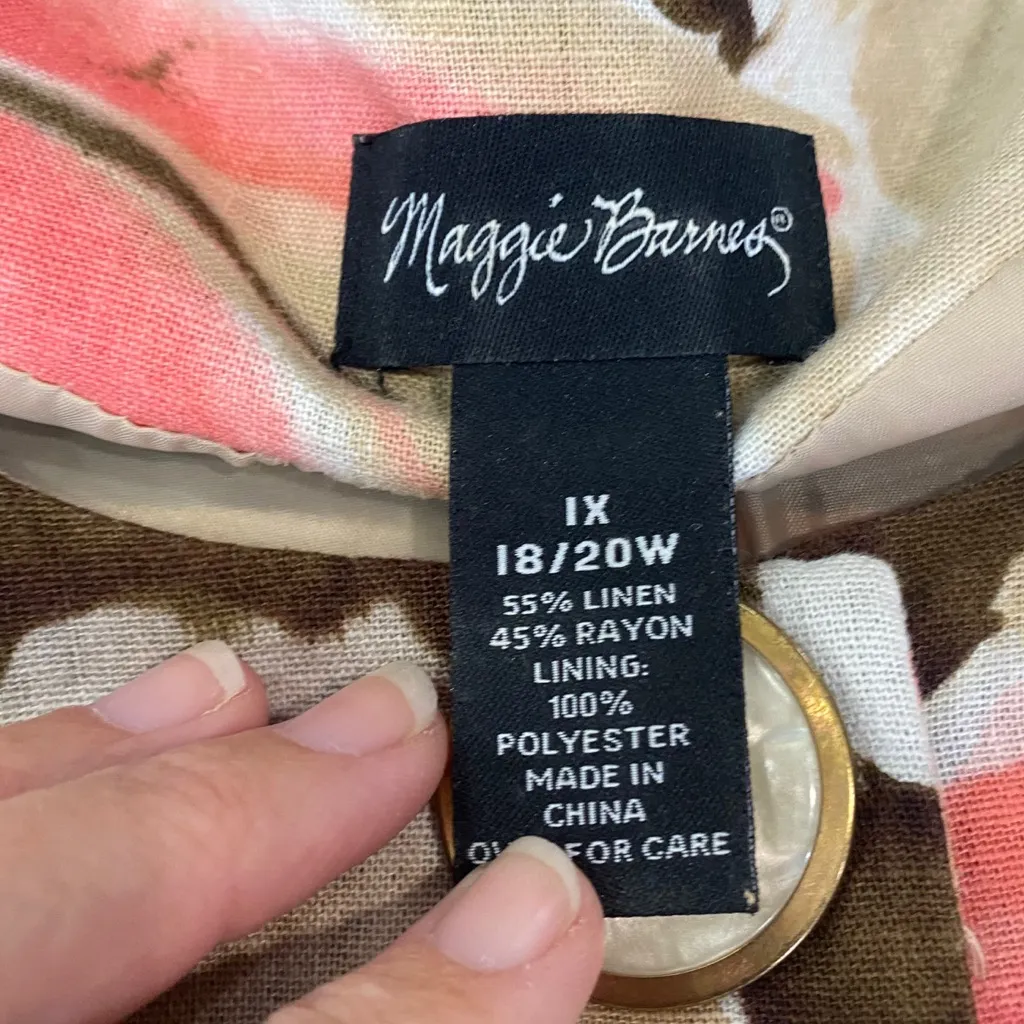 Maggie Barnes®
1X
18/20W
55% LINEN
45% RAYON
LINING:
100%
POLYESTER
MADE IN
CHINA
FOR CARE